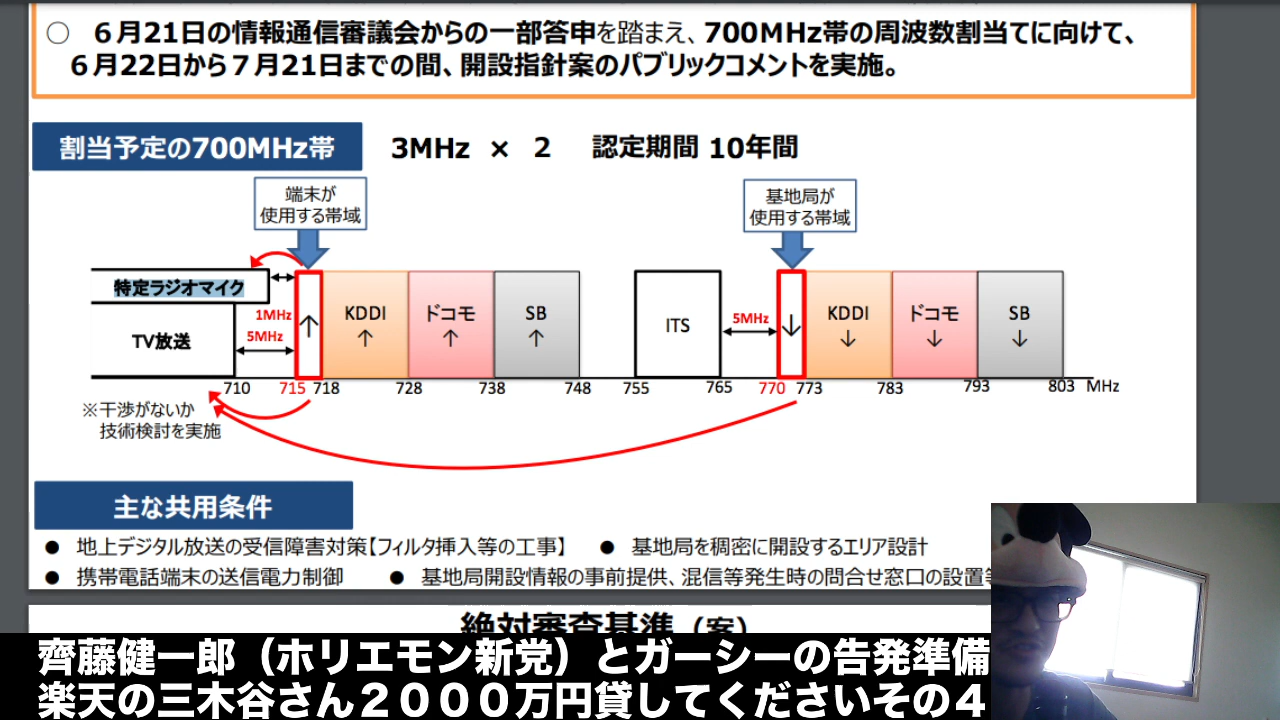 ○ ６月21日の情報通信審議会からの一部答申を踏まえ、700MHz帯の周波数割当てに向けて、
６月22日から７月21日までの間、開設指針案のパブリックコメントを実施。
割当予定の700MHz帯 3MHz × 2 認定期間 10年間
端末が
使用する帯域
基地局が
使用する帯域
特定ラジオマイク
TV放送
1MHz
5MHz
↑
KDDI
↑
ドコモ
↑
SB
↑
ITS
5MHz
↓
KDDI
↓
ドコモ
↓
SB
↓
710 715 718 728 738 748 755 765 770 773 783 793 803 MHz
※干渉がないか
技術検討を実施
主な共用条件
● 地上デジタル放送の受信障害対策【フィルタ挿入等の工事】 ● 基地局を稠密に開設するエリア設計
● 携帯電話端末の送信電力制御 ● 基地局開設情報の事前提供、混信等発生時の問合せ窓口の設置等
絶対審査基準（案）
齊藤健一郎（ホリエモン新党）とガーシーの告発準備
楽天の三木谷さん２０００万円貸してくださいその４